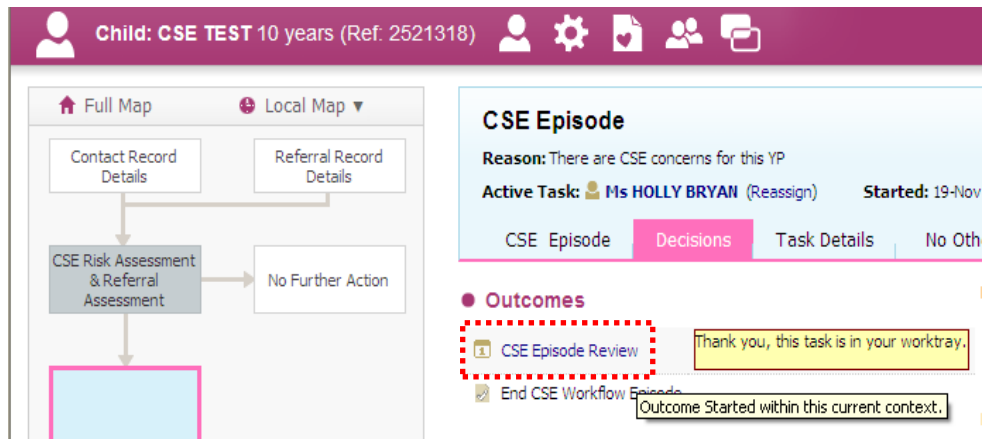 Child: CSE TEST 10 years (Ref: 2521318)
Full Map
Local Map ▼
Contact Record
Details
Referral Record
Details
CSE Risk Assessment
& Referral
Assessment
No Further Action
CSE Episode
Reason: There are CSE concerns for this YP
Active Task: Ms HOLLY BRYAN (Reassign) Started: 19-Nov
CSE Episode
Decisions
Task Details
No Oth
Outcomes
CSE Episode Review
Thank you, this task is in your worktray.
End CSE Workflow Episode
Outcome Started within this current context.